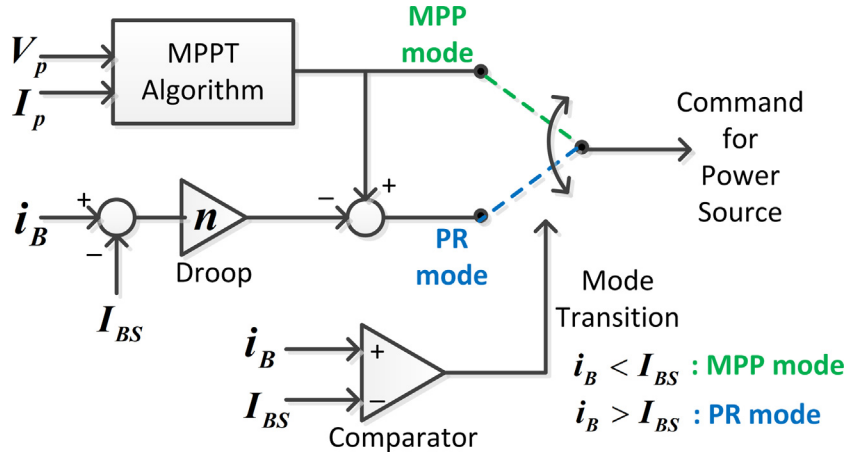 MPP
mode
V_p
I_p
MPPT
Algorithm
Command
for
Power
Source
+
−
+
−
i_B
n
Droop
I_BS
PR
mode
Mode
Transition
i_B
+
I_BS
−
Comparator
i_B < I_BS : MPP mode
i_B > I_BS : PR mode